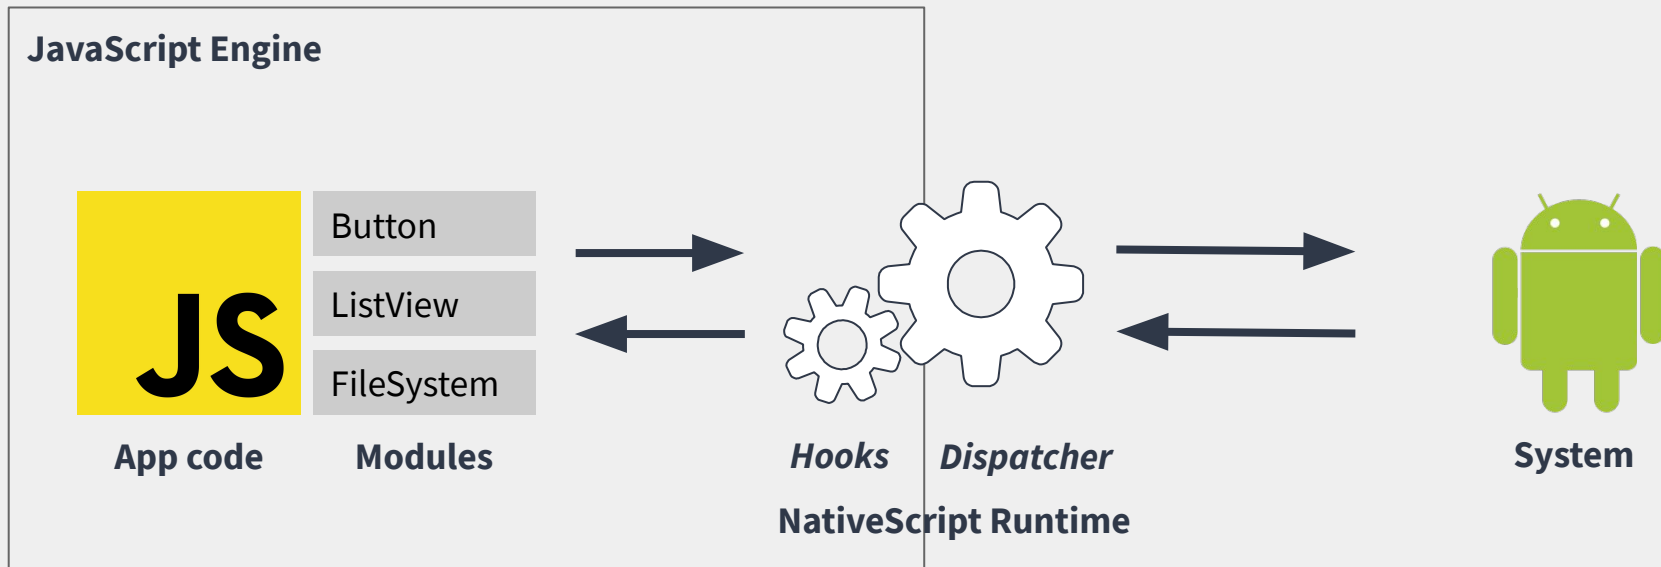 JavaScript Engine
JS
Button
ListView
FileSystem
App code
Modules
Hooks
Dispatcher
System
NativeScript Runtime